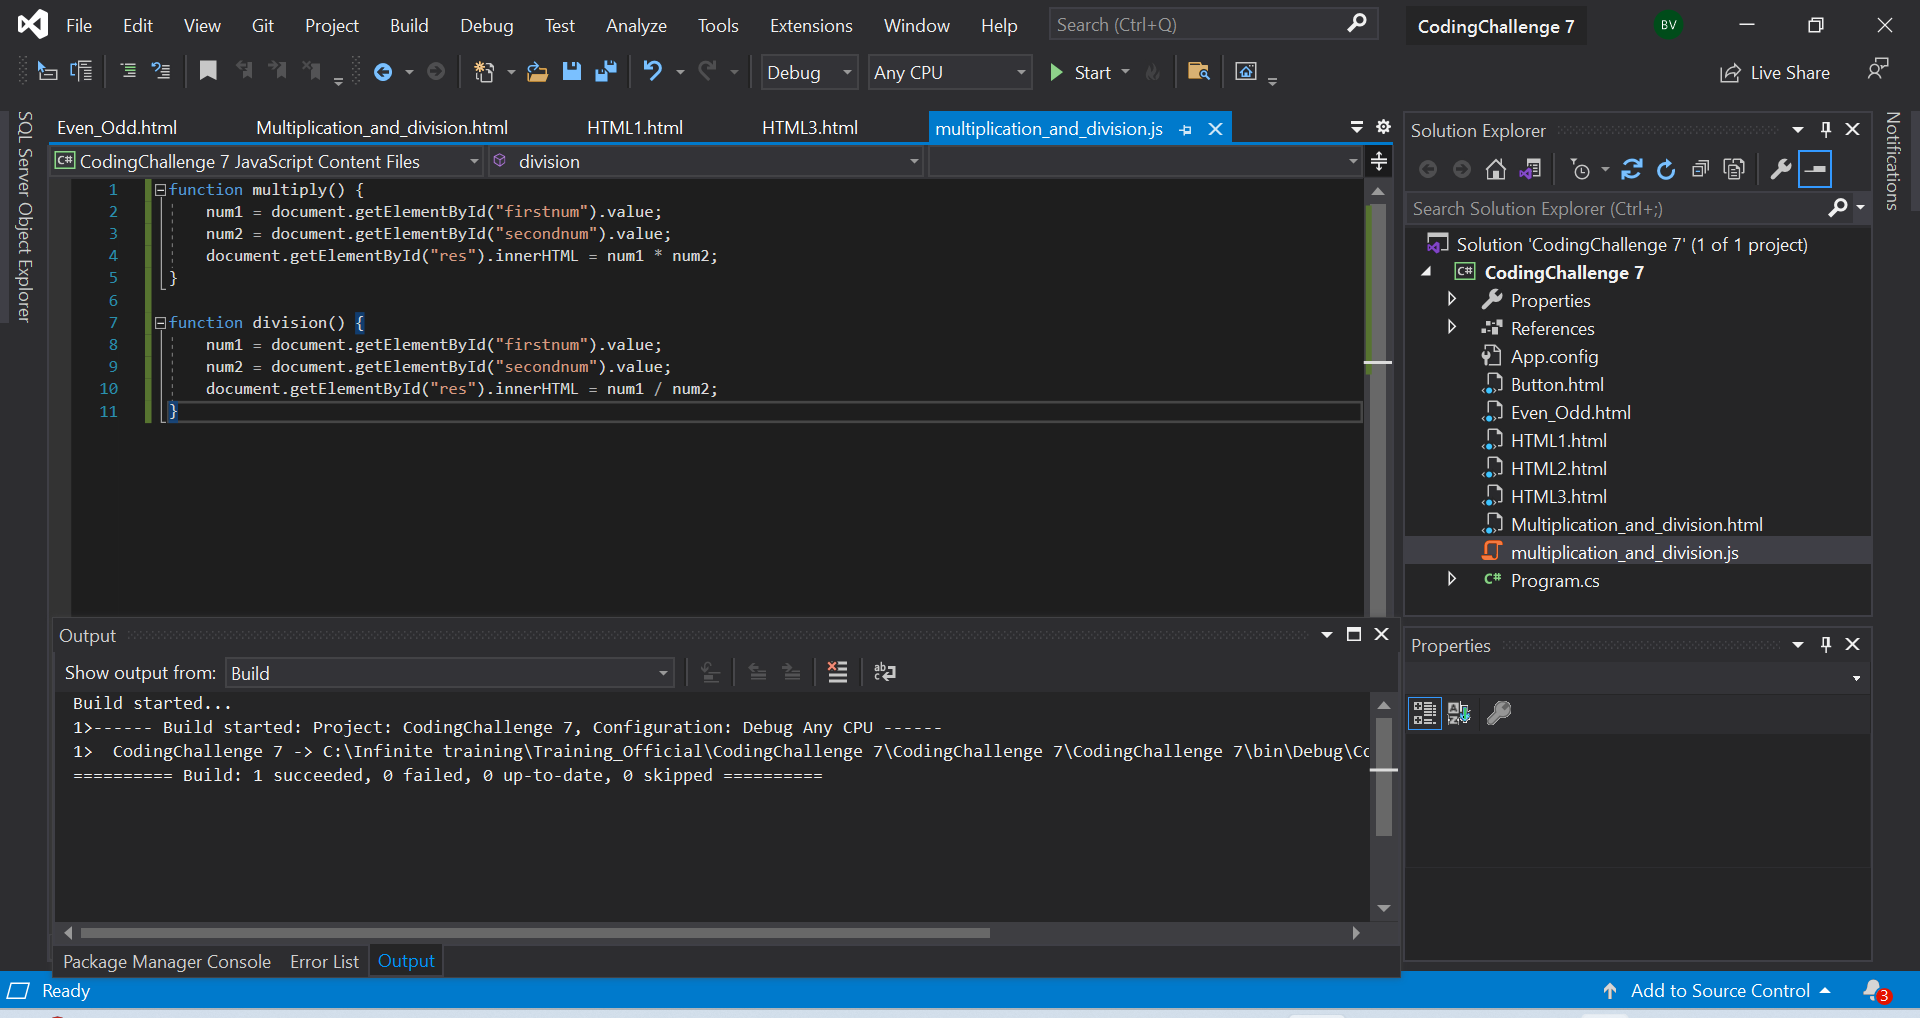 File Edit View Git Project Build Debug Test Analyze Tools Extensions Window Help Search (Ctrl+Q) CodingChallenge 7 BV
Debug Any CPU Start Live Share
SQL Server Object Explorer
Even_Odd.html Multiplication_and_division.html HTML1.html HTML3.html multiplication_and_division.js
C# CodingChallenge 7 JavaScript Content Files division
1 function multiply() {
2 num1 = document.getElementById("firstnum").value;
3 num2 = document.getElementById("secondnum").value;
4 document.getElementById("res").innerHTML = num1 * num2;
5 }
6
7 function division() {
8 num1 = document.getElementById("firstnum").value;
9 num2 = document.getElementById("secondnum").value;
10 document.getElementById("res").innerHTML = num1 / num2;
11 }
Output
Show output from: Build
Build started...
1>------ Build started: Project: CodingChallenge 7, Configuration: Debug Any CPU ------
1>  CodingChallenge 7 -> C:\Infinite training\Training_Official\CodingChallenge 7\CodingChallenge 7\CodingChallenge 7\bin\Debug\Co
========== Build: 1 succeeded, 0 failed, 0 up-to-date, 0 skipped ==========
Package Manager Console Error List Output
Solution Explorer
Search Solution Explorer (Ctrl+;)
Solution 'CodingChallenge 7' (1 of 1 project)
C# CodingChallenge 7
Properties
References
App.config
Button.html
Even_Odd.html
HTML1.html
HTML2.html
HTML3.html
Multiplication_and_division.html
multiplication_and_division.js
C# Program.cs
Properties
Notifications
Ready Add to Source Control 3